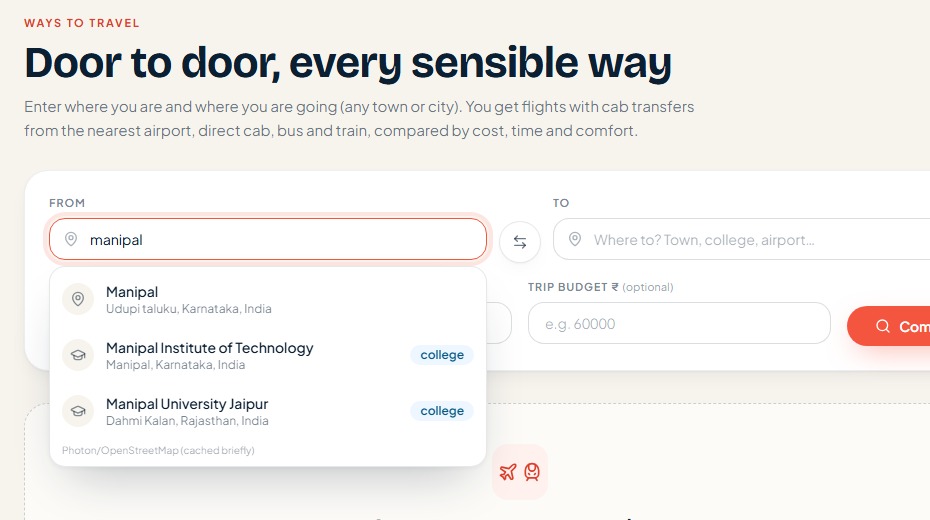 WAYS TO TRAVEL
Door to door, every sensible way
Enter where you are and where you are going (any town or city). You get flights with cab transfers
from the nearest airport, direct cab, bus and train, compared by cost, time and comfort.
FROM
TO
manipal
Where to? Town, college, airport...
TRIP BUDGET ₹ (optional)
e.g. 60000
Manipal
Udupi taluku, Karnataka, India
Manipal Institute of Technology
Manipal, Karnataka, India
college
Manipal University Jaipur
Dahmi Kalan, Rajasthan, India
college
Photon/OpenStreetMap (cached briefly)